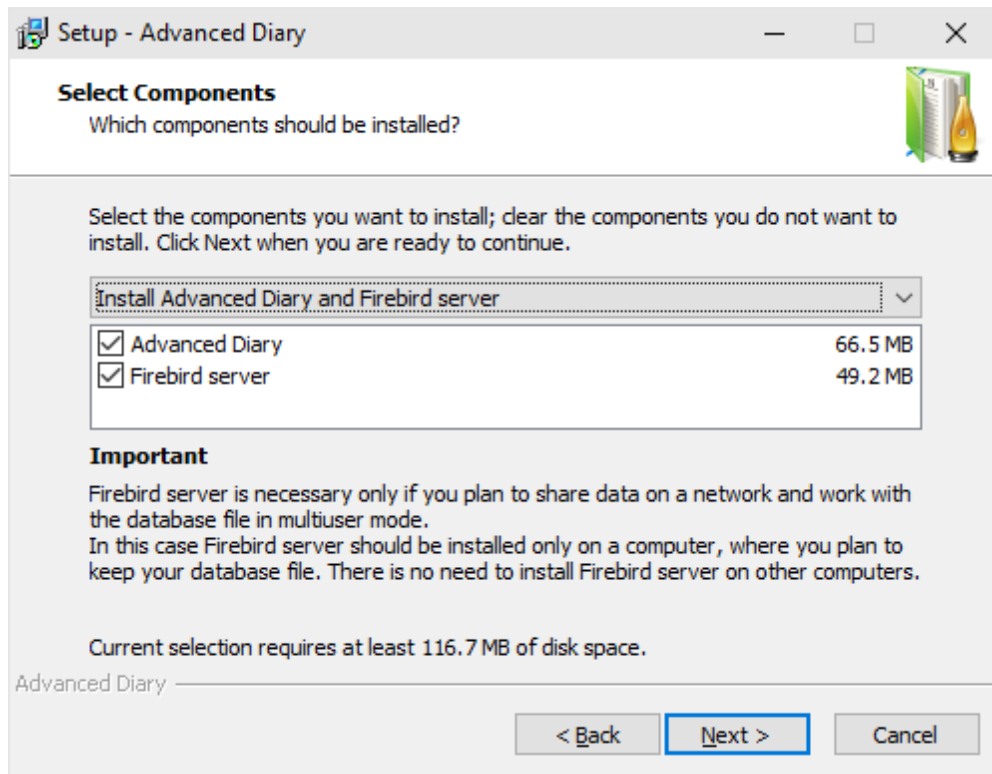 Setup - Advanced Diary
Select Components
Which components should be installed?
Select the components you want to install; clear the components you do not want to
install. Click Next when you are ready to continue.
Install Advanced Diary and Firebird server
Advanced Diary 66.5 MB
Firebird server 49.2 MB
Important
Firebird server is necessary only if you plan to share data on a network and work with
the database file in multiuser mode.
In this case Firebird server should be installed only on a computer, where you plan to
keep your database file. There is no need to install Firebird server on other computers.
Current selection requires at least 116.7 MB of disk space.
Advanced Diary
< Back Next > Cancel